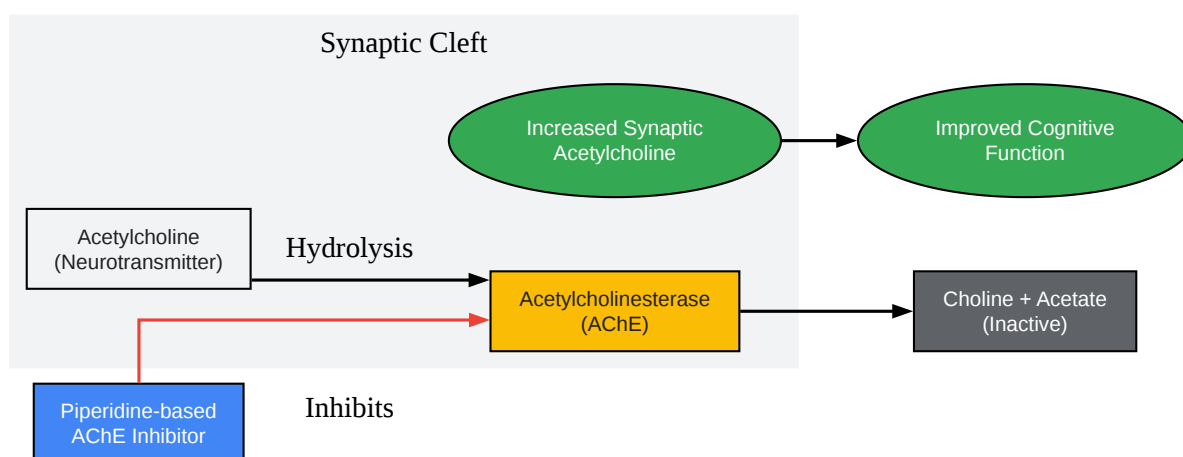 Synaptic Cleft
Increased Synaptic
Acetylcholine
Improved Cognitive
Function
Acetylcholine
(Neurotransmitter)
Hydrolysis
Acetylcholinesterase
(AChE)
Choline + Acetate
(Inactive)
Piperidine-based
AChE Inhibitor
Inhibits